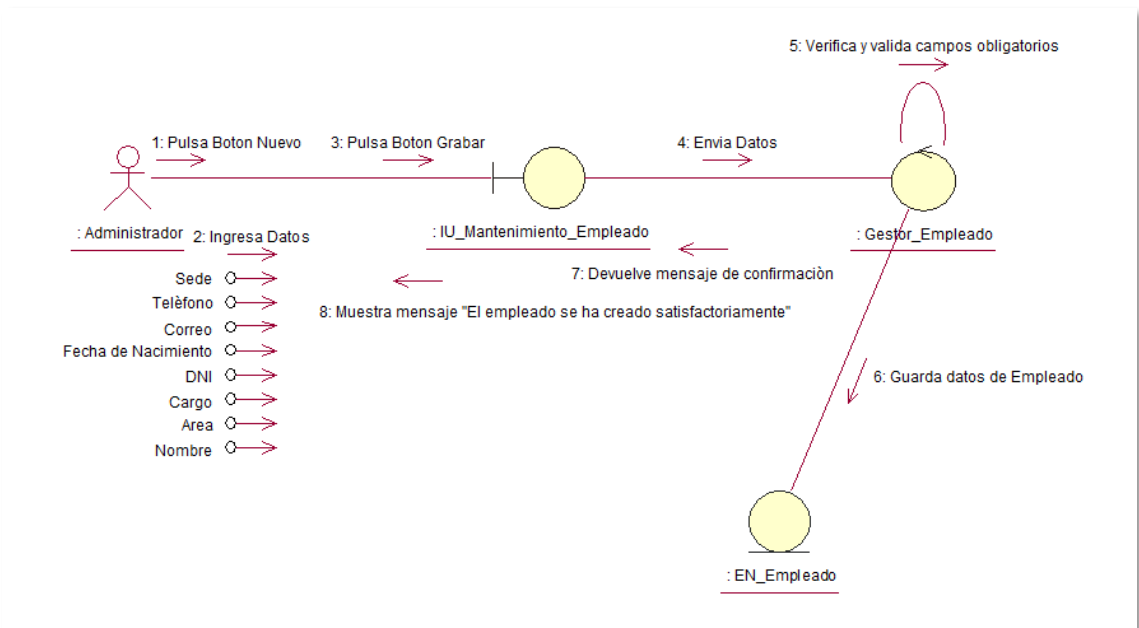 5: Verifica y valida campos obligatorios
1: Pulsa Boton Nuevo
3: Pulsa Boton Grabar
4: Envia Datos
: Administrador
2: Ingresa Datos
: IU_Mantenimiento_Empleado
: Gestor_Empleado
7: Devuelve mensaje de confirmaciòn
8: Muestra mensaje "El empleado se ha creado satisfactoriamente"
Sede
Telèfono
Correo
Fecha de Nacimiento
DNI
Cargo
Area
Nombre
6: Guarda datos de Empleado
: EN_Empleado